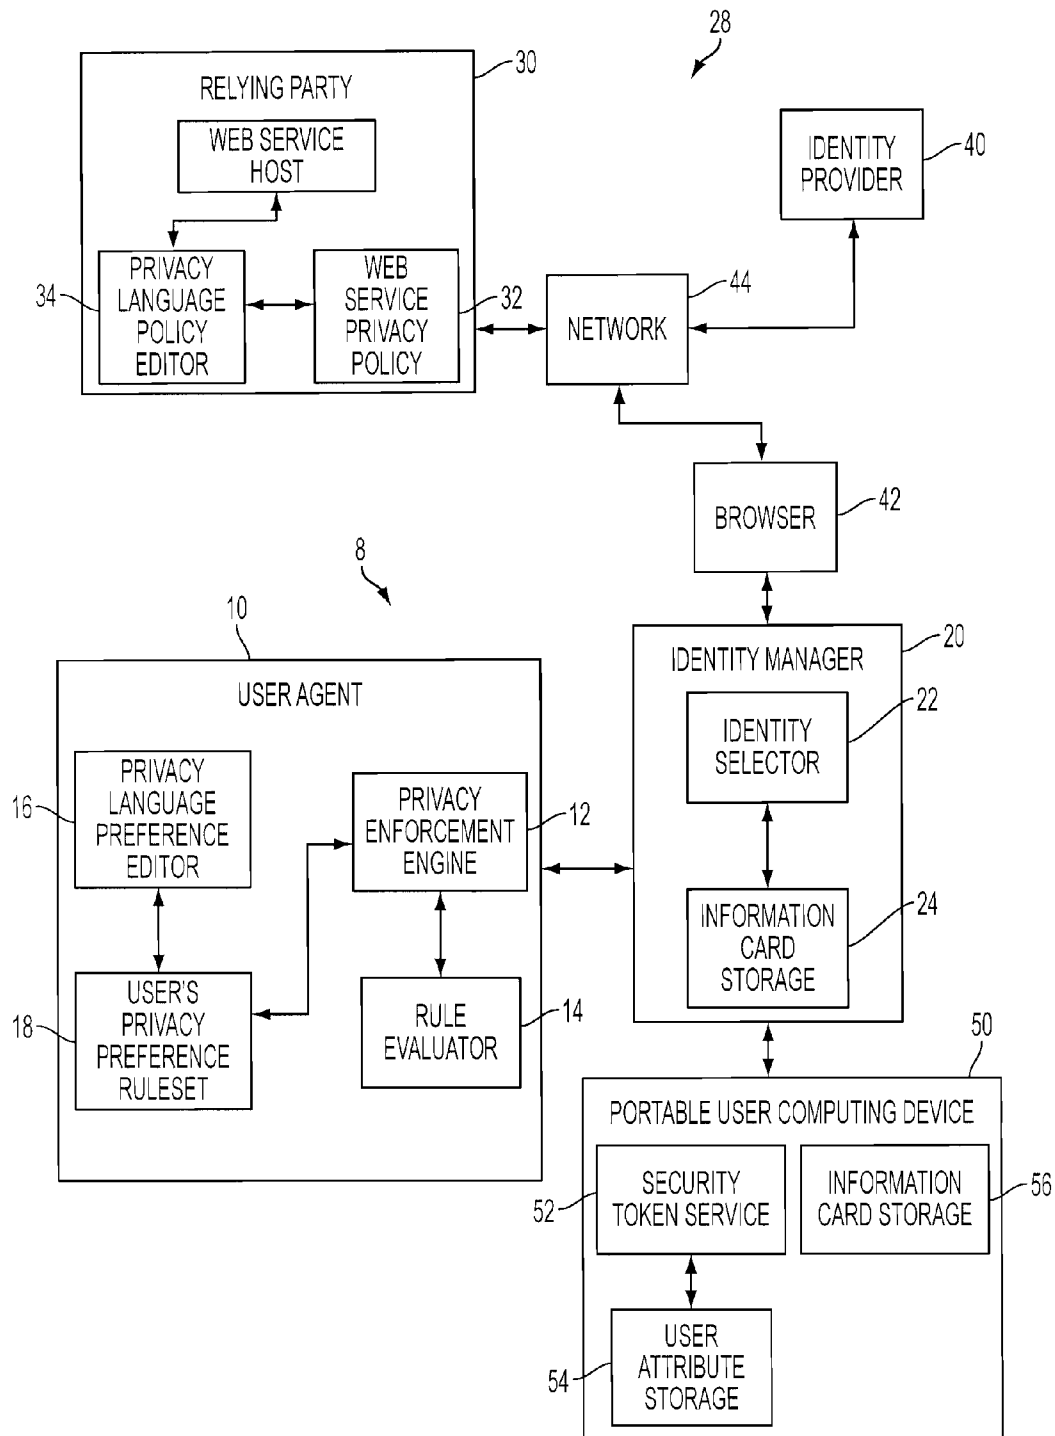 28
30
RELYING PARTY
WEB SERVICE
HOST
40
IDENTITY
PROVIDER
34
PRIVACY
LANGUAGE
POLICY
EDITOR
WEB
SERVICE
PRIVACY
POLICY
32
44
NETWORK
42
BROWSER
8
10
USER AGENT
16
PRIVACY
LANGUAGE
PREFERENCE
EDITOR
PRIVACY
ENFORCEMENT
ENGINE
12
18
USER'S
PRIVACY
PREFERENCE
RULESET
RULE
EVALUATOR
14
20
IDENTITY MANAGER
22
IDENTITY
SELECTOR
24
INFORMATION
CARD
STORAGE
50
PORTABLE USER COMPUTING DEVICE
52
SECURITY
TOKEN SERVICE
INFORMATION
CARD STORAGE
56
54
USER
ATTRIBUTE
STORAGE